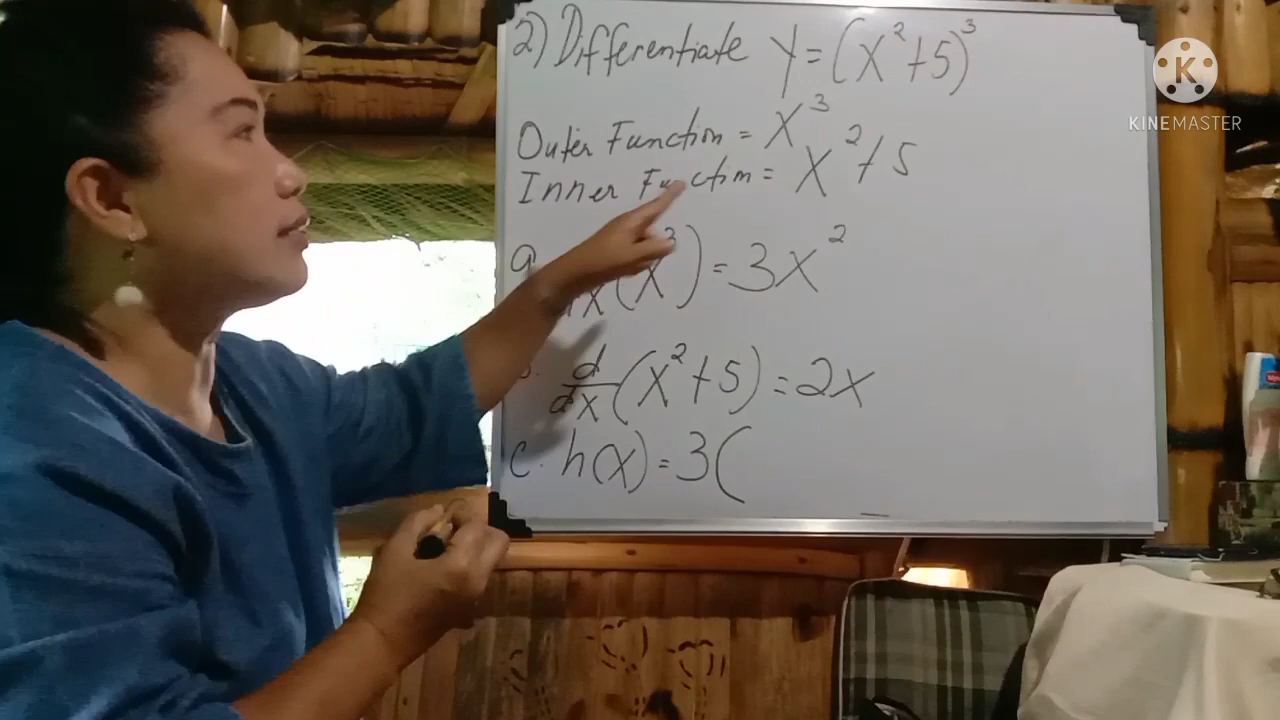 2) Differentiate y = (x² + 5)³
Outer Function = x³
Inner Function = x² + 5
a (x³) = 3x²
d/dx (x² + 5) = 2x
c. h(x) = 3(
K
KINEMASTER